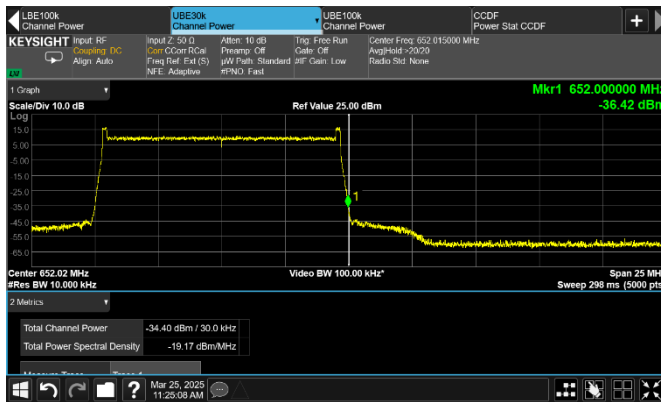 LBE100k
Channel Power
UBE30k
Channel Power
UBE100k
Channel Power
CCDF
Power Stat CCDF
KEYSIGHT
Input: RF
Coupling: DC
Align: Auto
Input Z: 50 Ω
Corr CCorr RCal
Freq Ref: Ext (S)
NFE: Adaptive
Atten: 10 dB
Preamp: Off
µW Path: Standard
#PNO: Fast
Trig: Free Run
Gate: Off
#IF Gain: Low
Center Freq: 652.015000 MHz
Avg|Hold:>20/20
Radio Std: None
1 Graph
Mkr1 652.000000 MHz
Scale/Div 10.0 dB
Ref Value 25.00 dBm
-36.42 dBm
Log
15.0
5.00
-5.00
-15.0
-25.0
-35.0
-45.0
-55.0
-65.0
1
Center 652.02 MHz
Video BW 100.00 kHz*
Span 25 MH
#Res BW 10.000 kHz
Sweep 298 ms (5000 pts
2 Metrics
Total Channel Power -34.40 dBm / 30.0 kHz
Total Power Spectral Density -19.17 dBm/MHz
Mar 25, 2025
11:25:08 AM